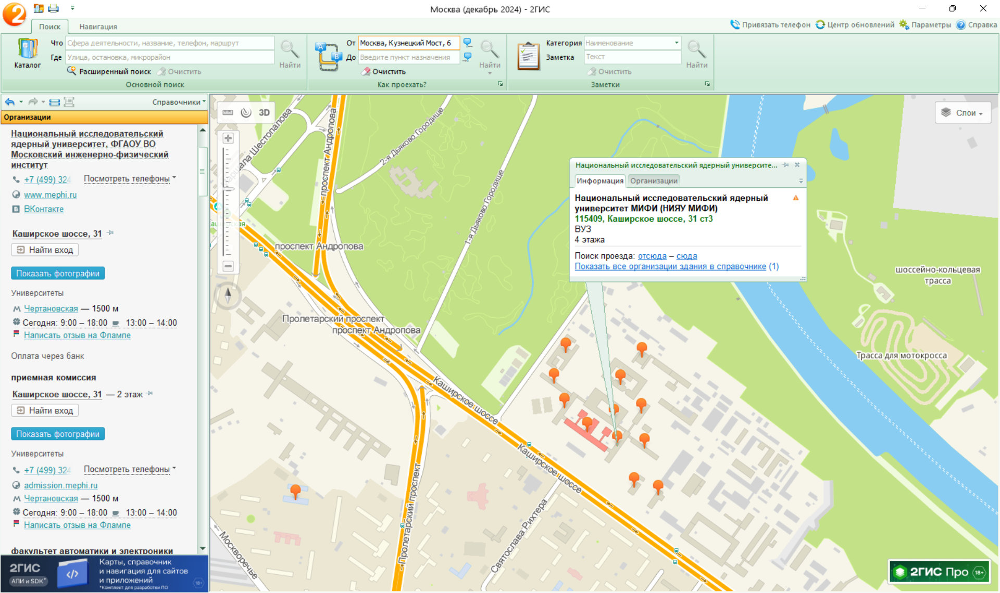 Москва (декабрь 2024) - 2ГИС
Поиск
Навигация
Привязать телефон
Центр обновлений
Параметры
Справка
Каталог
Что
Сфера деятельности, название, телефон, маршрут
Где
Улица, остановка, микрорайон
Найти
Расширенный поиск
Очистить
Основной поиск
От
Москва, Кузнецкий Мост, 6
До
Введите пункт назначения
Найти
Очистить
Как проехать?
Категория
Наименование
Заметка
Текст
Найти
Очистить
Заметки
Справочники
Организации
Национальный исследовательский
ядерный университет, ФГАОУ ВО
Московский инженерно-физический
институт
+7 (499) 324
Посмотреть телефоны
www.mephi.ru
ВКонтакте
Каширское шоссе, 31
Найти вход
Показать фотографии
Университеты
Чертановская — 1500 м
Сегодня: 9:00 – 18:00 13:00 – 14:00
Написать отзыв на Флампе
Оплата через банк
приемная комиссия
Каширское шоссе, 31 — 2 этаж
Найти вход
Показать фотографии
Университеты
+7 (499) 324
Посмотреть телефоны
admission.mephi.ru
Чертановская — 1500 м
Сегодня: 9:00 – 18:00 13:00 – 14:00
Написать отзыв на Флампе
факультет автоматики и электроники
2ГИС
АПИ и SDK*
Карты, справочник
и навигация для сайтов
и приложений
*Комплект для разработки ПО
18+
3D
Слои
проспект Андропова
2-я Дьяково Городище
1-я Дьяково Городище
проспект Андропова
Пролетарский проспект
проспект Андропова
Каширское шоссе
Каширское шоссе
Пролетарский проспект
Святослава Рихтера
Москворечье
шоссейно-кольцевая
трасса
Трасса для мотокросса
Национальный исследовательский ядерный университе...
Информация
Организации
Национальный исследовательский ядерный
университет МИФИ (НИЯУ МИФИ)
115409, Каширское шоссе, 31 ст3
ВУЗ
4 этажа
Поиск проезда: отсюда – сюда
Показать все организации здания в справочнике (1)
2ГИС Про 18+